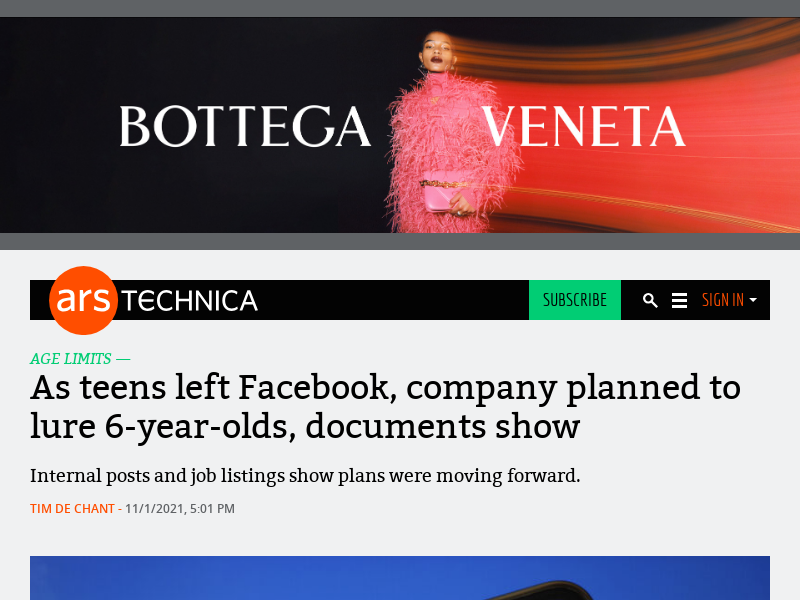 BOTTEGA VENETA
ars TECHNICA
SUBSCRIBE
SIGN IN
AGE LIMITS —
As teens left Facebook, company planned to
lure 6-year-olds, documents show
Internal posts and job listings show plans were moving forward.
TIM DE CHANT - 11/1/2021, 5:01 PM